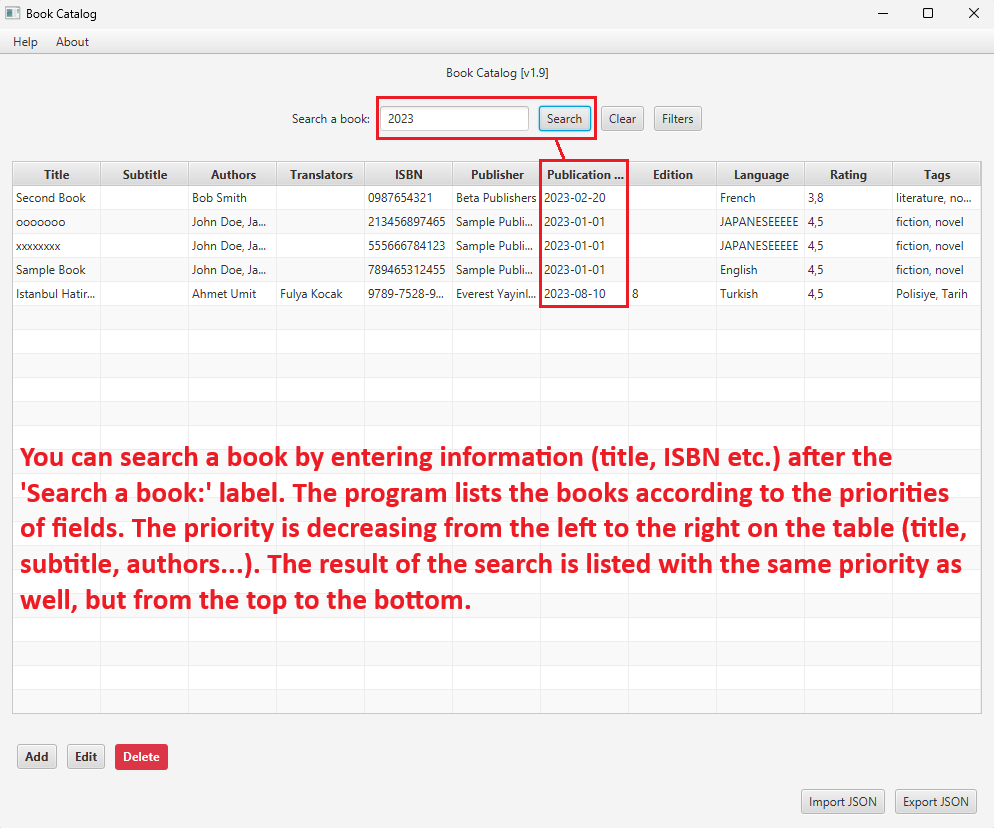 Book Catalog
Help About
Book Catalog [v1.9]
Search a book: 2023 Search Clear Filters
Title Subtitle Authors Translators ISBN Publisher Publication ... Edition Language Rating Tags
Second Book Bob Smith 0987654321 Beta Publishers 2023-02-20 French 3,8 literature, no...
ooooooo John Doe, Ja... 213456897465 Sample Publi... 2023-01-01 JAPANESEEEEE 4,5 fiction, novel
xxxxxxxx John Doe, Ja... 555666784123 Sample Publi... 2023-01-01 JAPANESEEEEE 4,5 fiction, novel
Sample Book John Doe, Ja... 789465312455 Sample Publi... 2023-01-01 English 4,5 fiction, novel
Istanbul Hatir... Ahmet Umit Fulya Kocak 9789-7528-9... Everest Yayinl... 2023-08-10 8 Turkish 4,5 Polisiye, Tarih
You can search a book by entering information (title, ISBN etc.) after the
'Search a book:' label. The program lists the books according to the priorities
of fields. The priority is decreasing from the left to the right on the table (title,
subtitle, authors...). The result of the search is listed with the same priority as
well, but from the top to the bottom.
Add Edit Delete
Import JSON Export JSON